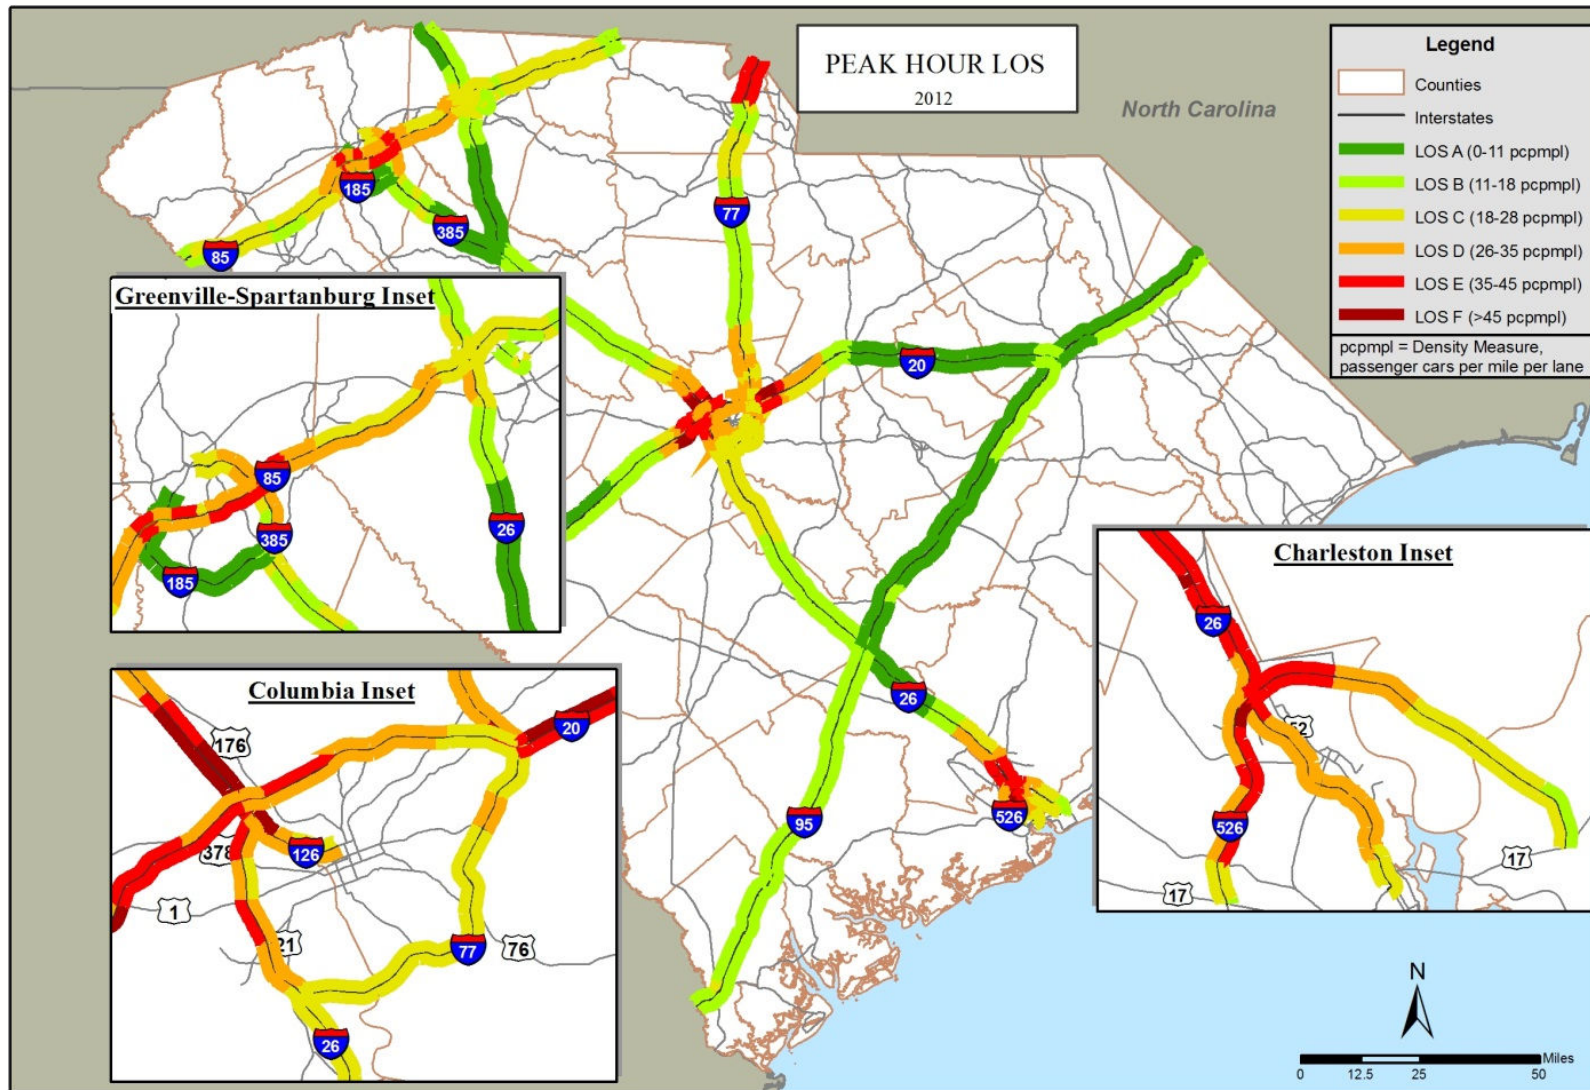 PEAK HOUR LOS
2012
North Carolina
Legend
Counties
Interstates
LOS A (0-11 pcpmpl)
LOS B (11-18 pcpmpl)
LOS C (18-28 pcpmpl)
LOS D (26-35 pcpmpl)
LOS E (35-45 pcpmpl)
LOS F (>45 pcpmpl)
pcpmpl = Density Measure,
passenger cars per mile per lane
185
385
85
77
20
26
95
526
Greenville-Spartanburg Inset
85
385
26
185
Columbia Inset
176
20
378
126
1
21
77
76
26
Charleston Inset
26
52
526
17
17
N
Miles
0
12.5
25
50